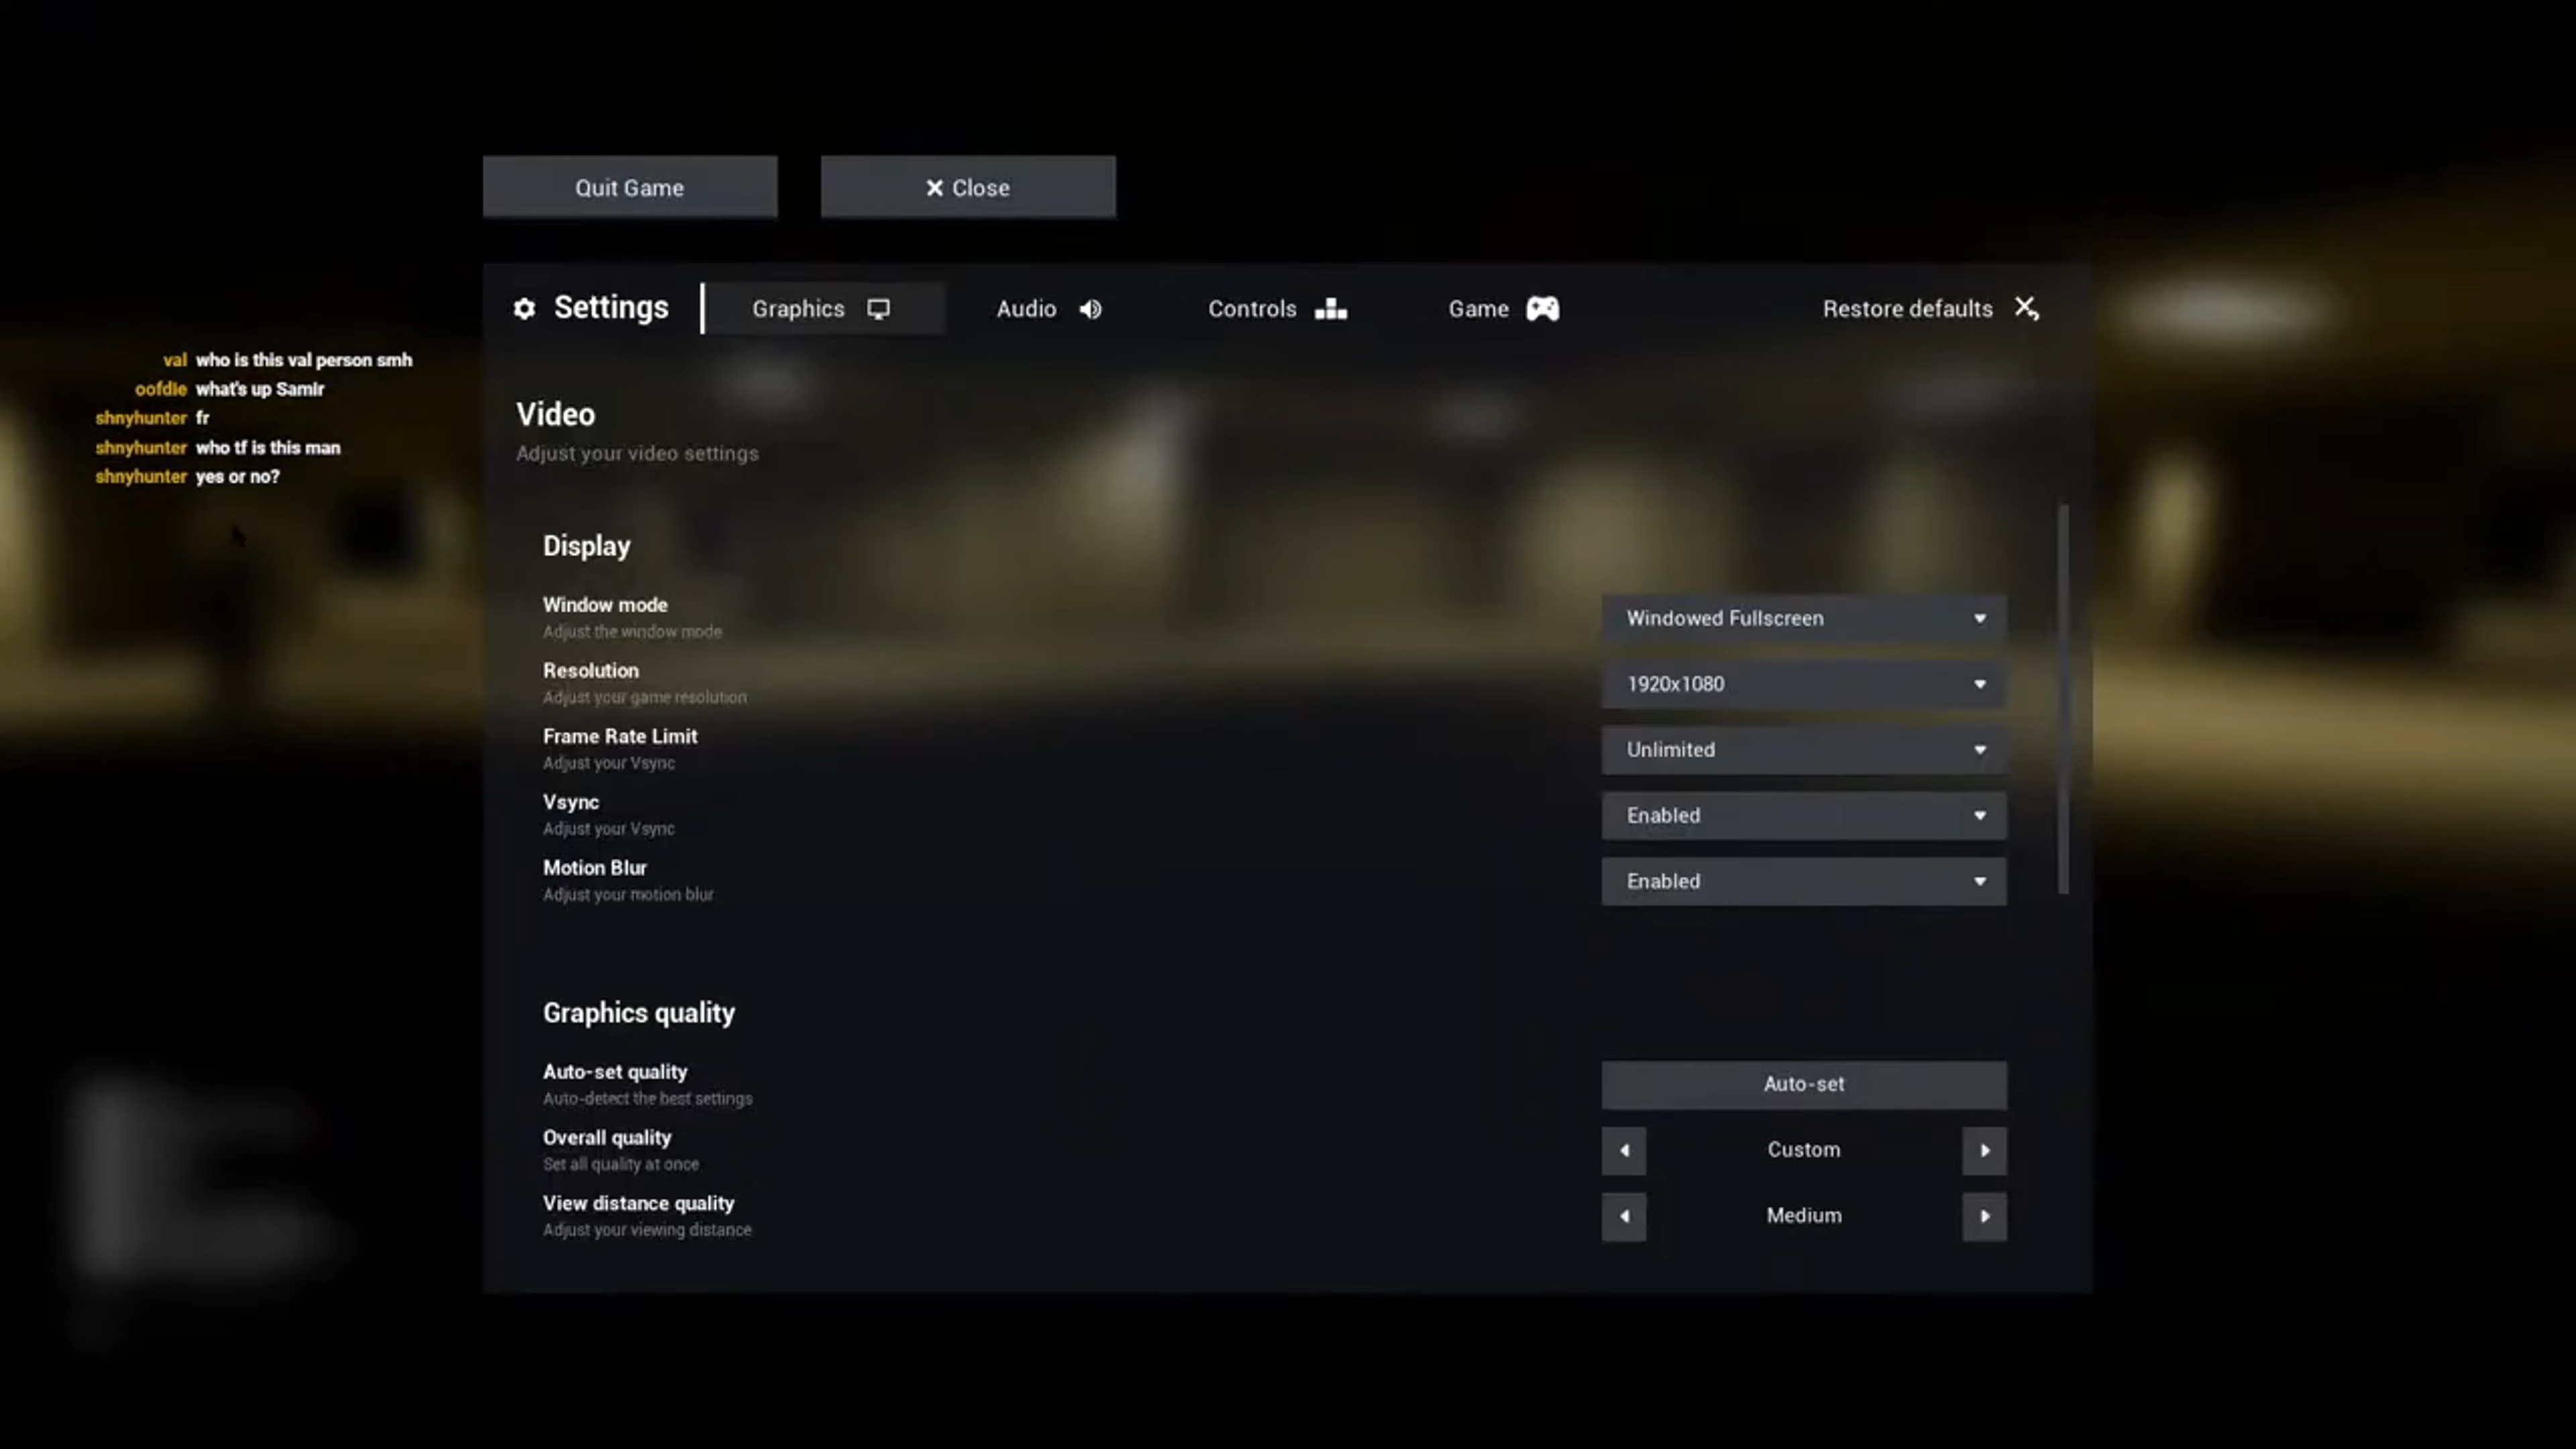 Quit Game
Close
Settings
Graphics
Audio
Controls
Game
Restore defaults
val who is this val person smh
oofdie what's up Samir
shnyhunter fr
shnyhunter who tf is this man
shnyhunter yes or no?
Video
Adjust your video settings
Display
Window mode
Adjust the window mode
Windowed Fullscreen
Resolution
Adjust your game resolution
1920x1080
Frame Rate Limit
Adjust your Vsync
Unlimited
Vsync
Adjust your Vsync
Enabled
Motion Blur
Adjust your motion blur
Enabled
Graphics quality
Auto-set quality
Auto-detect the best settings
Auto-set
Overall quality
Set all quality at once
Custom
View distance quality
Adjust your viewing distance
Medium